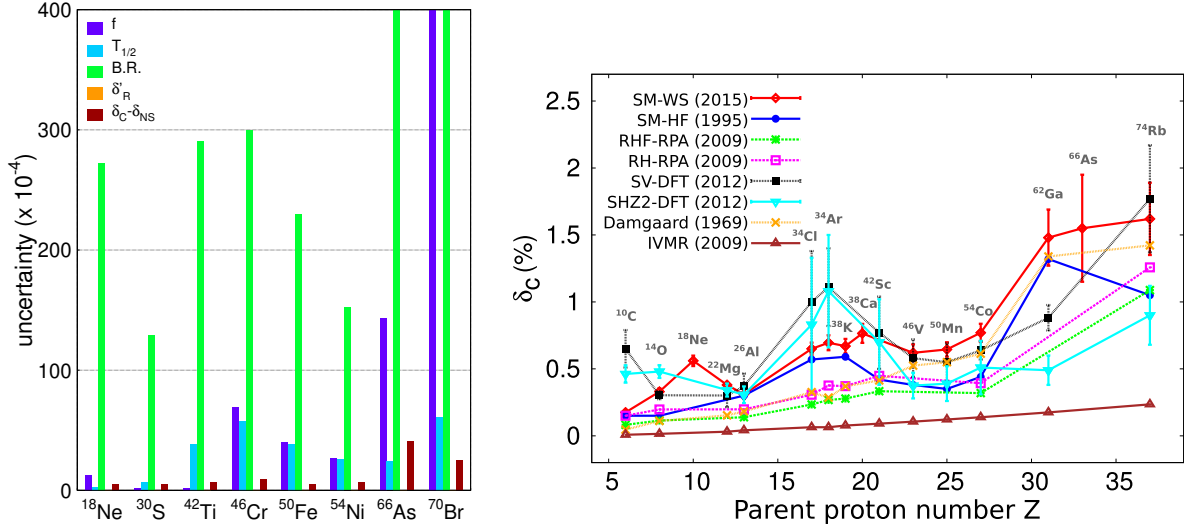 400
300
200
100
0
uncertainty (x 10⁻⁴)
f
T₁/₂
B.R.
δ'R
δC-δNS
¹⁸Ne ³⁰S ⁴²Ti ⁴⁶Cr ⁵⁰Fe ⁵⁴Ni ⁶⁶As ⁷⁰Br
2.5
2
1.5
1
0.5
0
δC (%)
SM-WS (2015)
SM-HF (1995)
RHF-RPA (2009)
RH-RPA (2009)
SV-DFT (2012)
SHZ2-DFT (2012)
Damgaard (1969)
IVMR (2009)
¹⁰C
¹⁴O
¹⁸Ne
²²Mg
²⁶Al
³⁴Cl
³⁴Ar
³⁸K
³⁸Ca
⁴²Sc
⁴⁶V
⁵⁰Mn
⁵⁴Co
⁶²Ga
⁶⁶As
⁷⁴Rb
5 10 15 20 25 30 35
Parent proton number Z